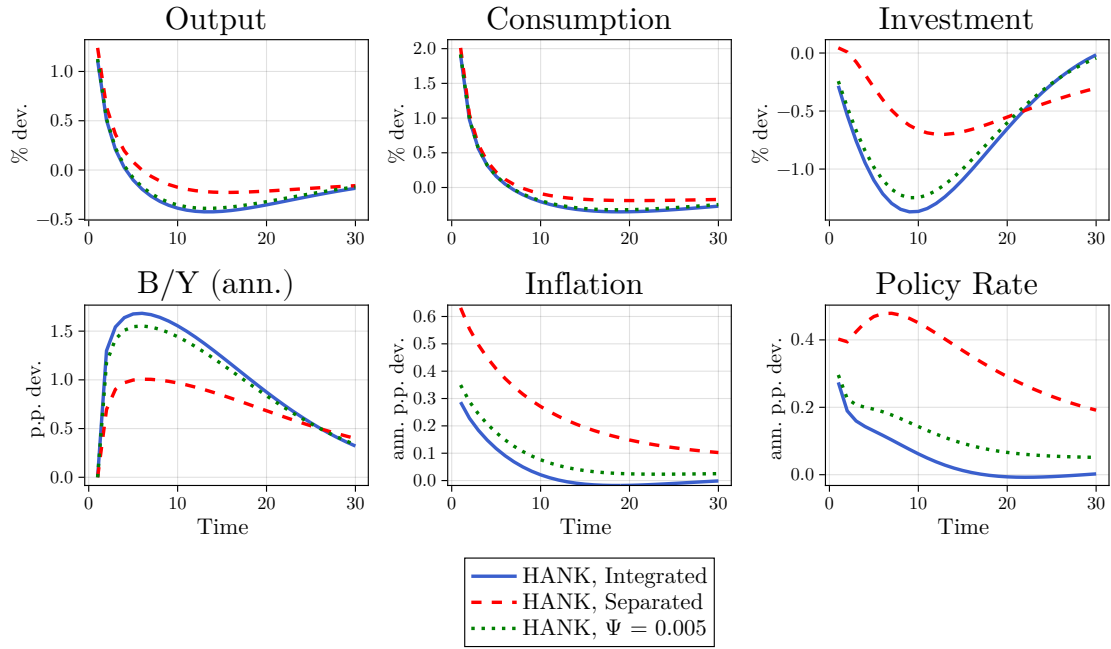 Output
Consumption
Investment
% dev.
1.0
0.5
0.0
−0.5
0
10
20
30
% dev.
2.0
1.5
1.0
0.5
0.0
0
10
20
30
% dev.
0.0
−0.5
−1.0
0
10
20
30
B/Y (ann.)
Inflation
Policy Rate
p.p. dev.
1.5
1.0
0.5
0.0
0
10
20
30
Time
ann. p.p. dev.
0.6
0.5
0.4
0.3
0.2
0.1
0.0
0
10
20
30
Time
ann. p.p. dev.
0.4
0.2
0.0
0
10
20
30
Time
HANK, Integrated
HANK, Separated
HANK, Ψ = 0.005